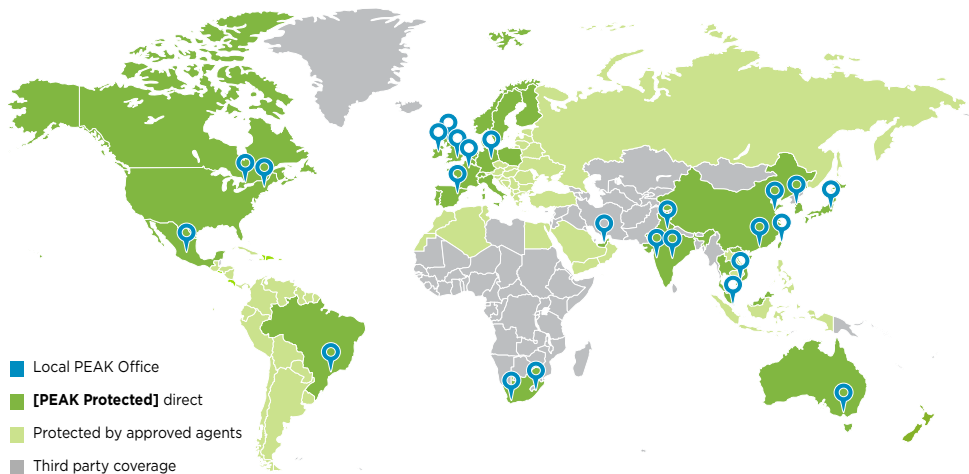 Local PEAK Office
[PEAK Protected] direct
Protected by approved agents
Third party coverage